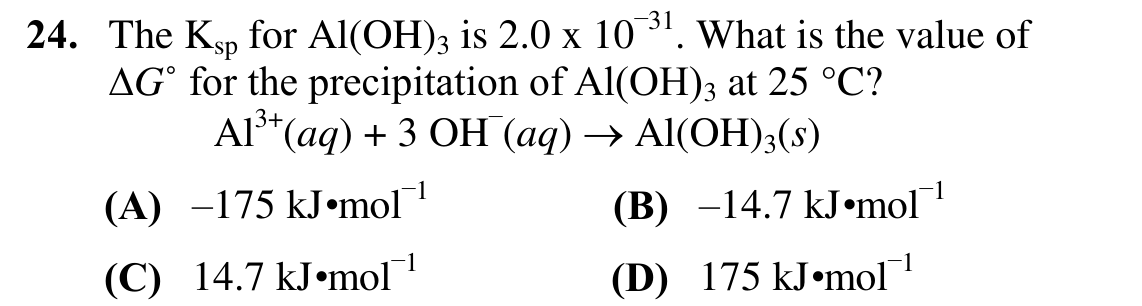 24. The Ksp for Al(OH)₃ is 2.0 x 10⁻³¹. What is the value of
ΔG° for the precipitation of Al(OH)₃ at 25 °C?
Al³⁺(aq) + 3 OH⁻(aq) → Al(OH)₃(s)
(A) –175 kJ•mol⁻¹ (B) –14.7 kJ•mol⁻¹
(C) 14.7 kJ•mol⁻¹ (D) 175 kJ•mol⁻¹